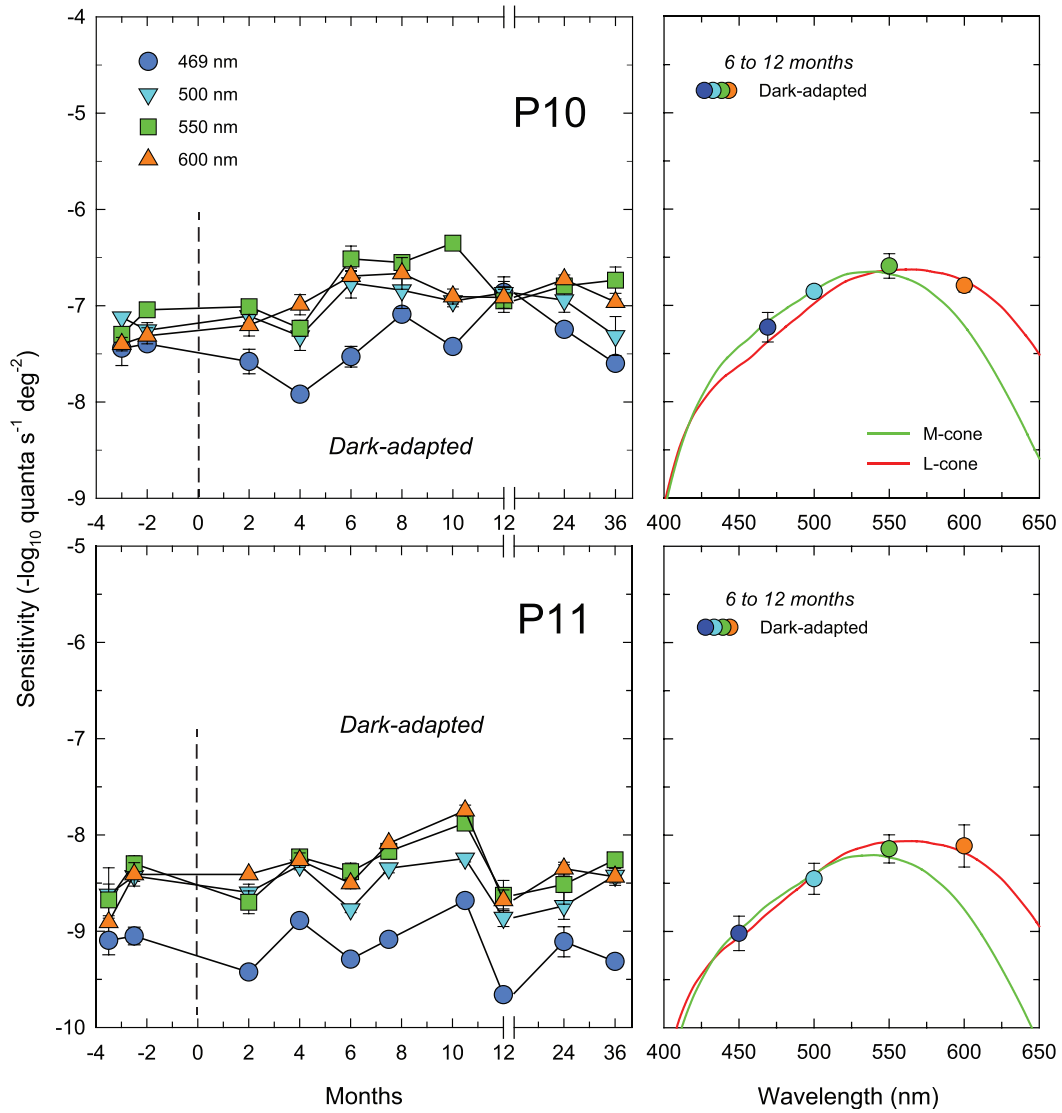 Sensitivity (-log10 quanta s-1 deg-2)
-4
-5
-6
-7
-8
-9
469 nm
500 nm
550 nm
600 nm
P10
Dark-adapted
-4 -2 0 2 4 6 8 10 12 24 36
6 to 12 months
Dark-adapted
M-cone
L-cone
400 450 500 550 600 650
-5
-6
-7
-8
-9
-10
P11
Dark-adapted
-4 -2 0 2 4 6 8 10 12 24 36
Months
6 to 12 months
Dark-adapted
400 450 500 550 600 650
Wavelength (nm)